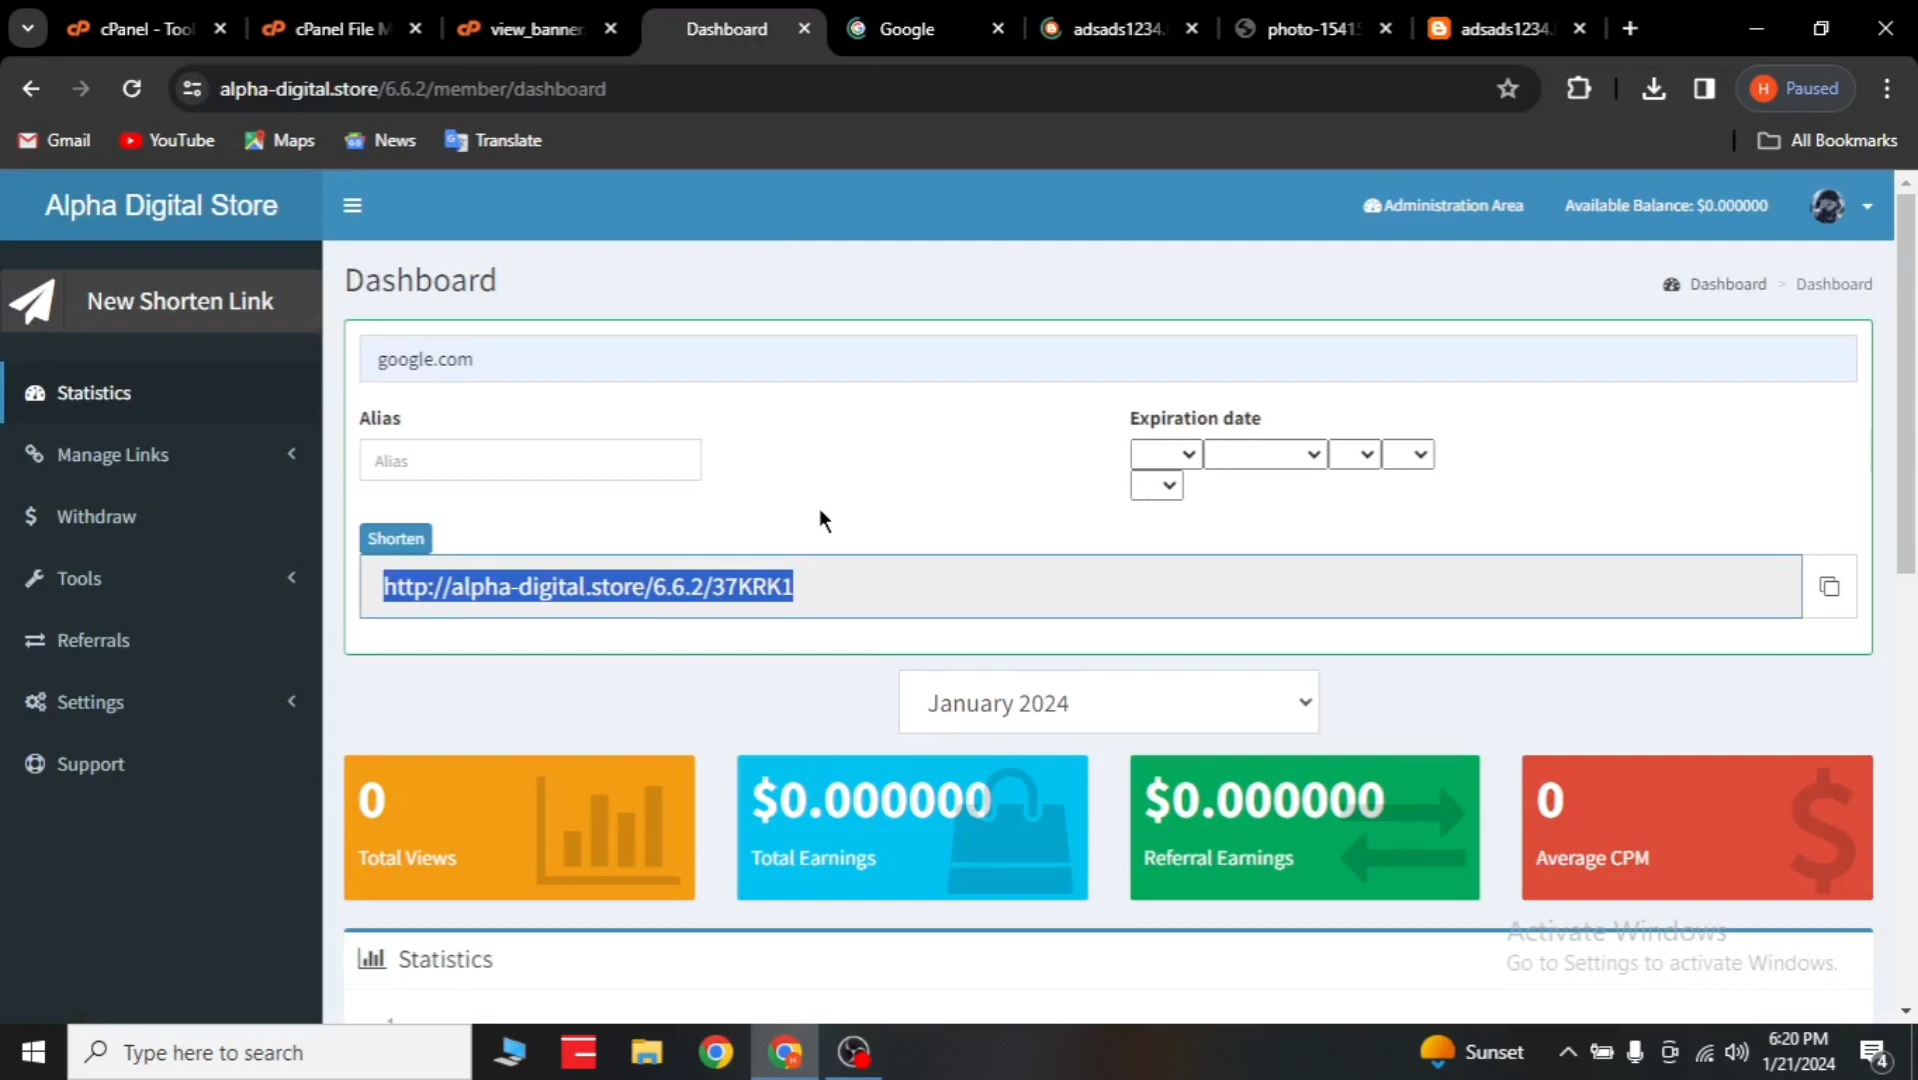 cPanel - Tool
cPanel File M
view_banner.
Dashboard
Google
adsads1234.
photo-1541
adsads1234.
alpha-digital.store/6.6.2/member/dashboard
H
Paused
Gmail
YouTube
Maps
News
Translate
All Bookmarks
Alpha Digital Store
Administration Area
Available Balance: $0.000000
New Shorten Link
Dashboard
Dashboard > Dashboard
google.com
Statistics
Alias
Expiration date
Manage Links
Alias
Withdraw
Shorten
Tools
http://alpha-digital.store/6.6.2/37KRK1
Referrals
Settings
January 2024
Support
0
Total Views
$0.000000
Total Earnings
$0.000000
Referral Earnings
0
Average CPM
Statistics
Activate Windows
Go to Settings to activate Windows.
Type here to search
Sunset
6:20 PM
1/21/2024
4